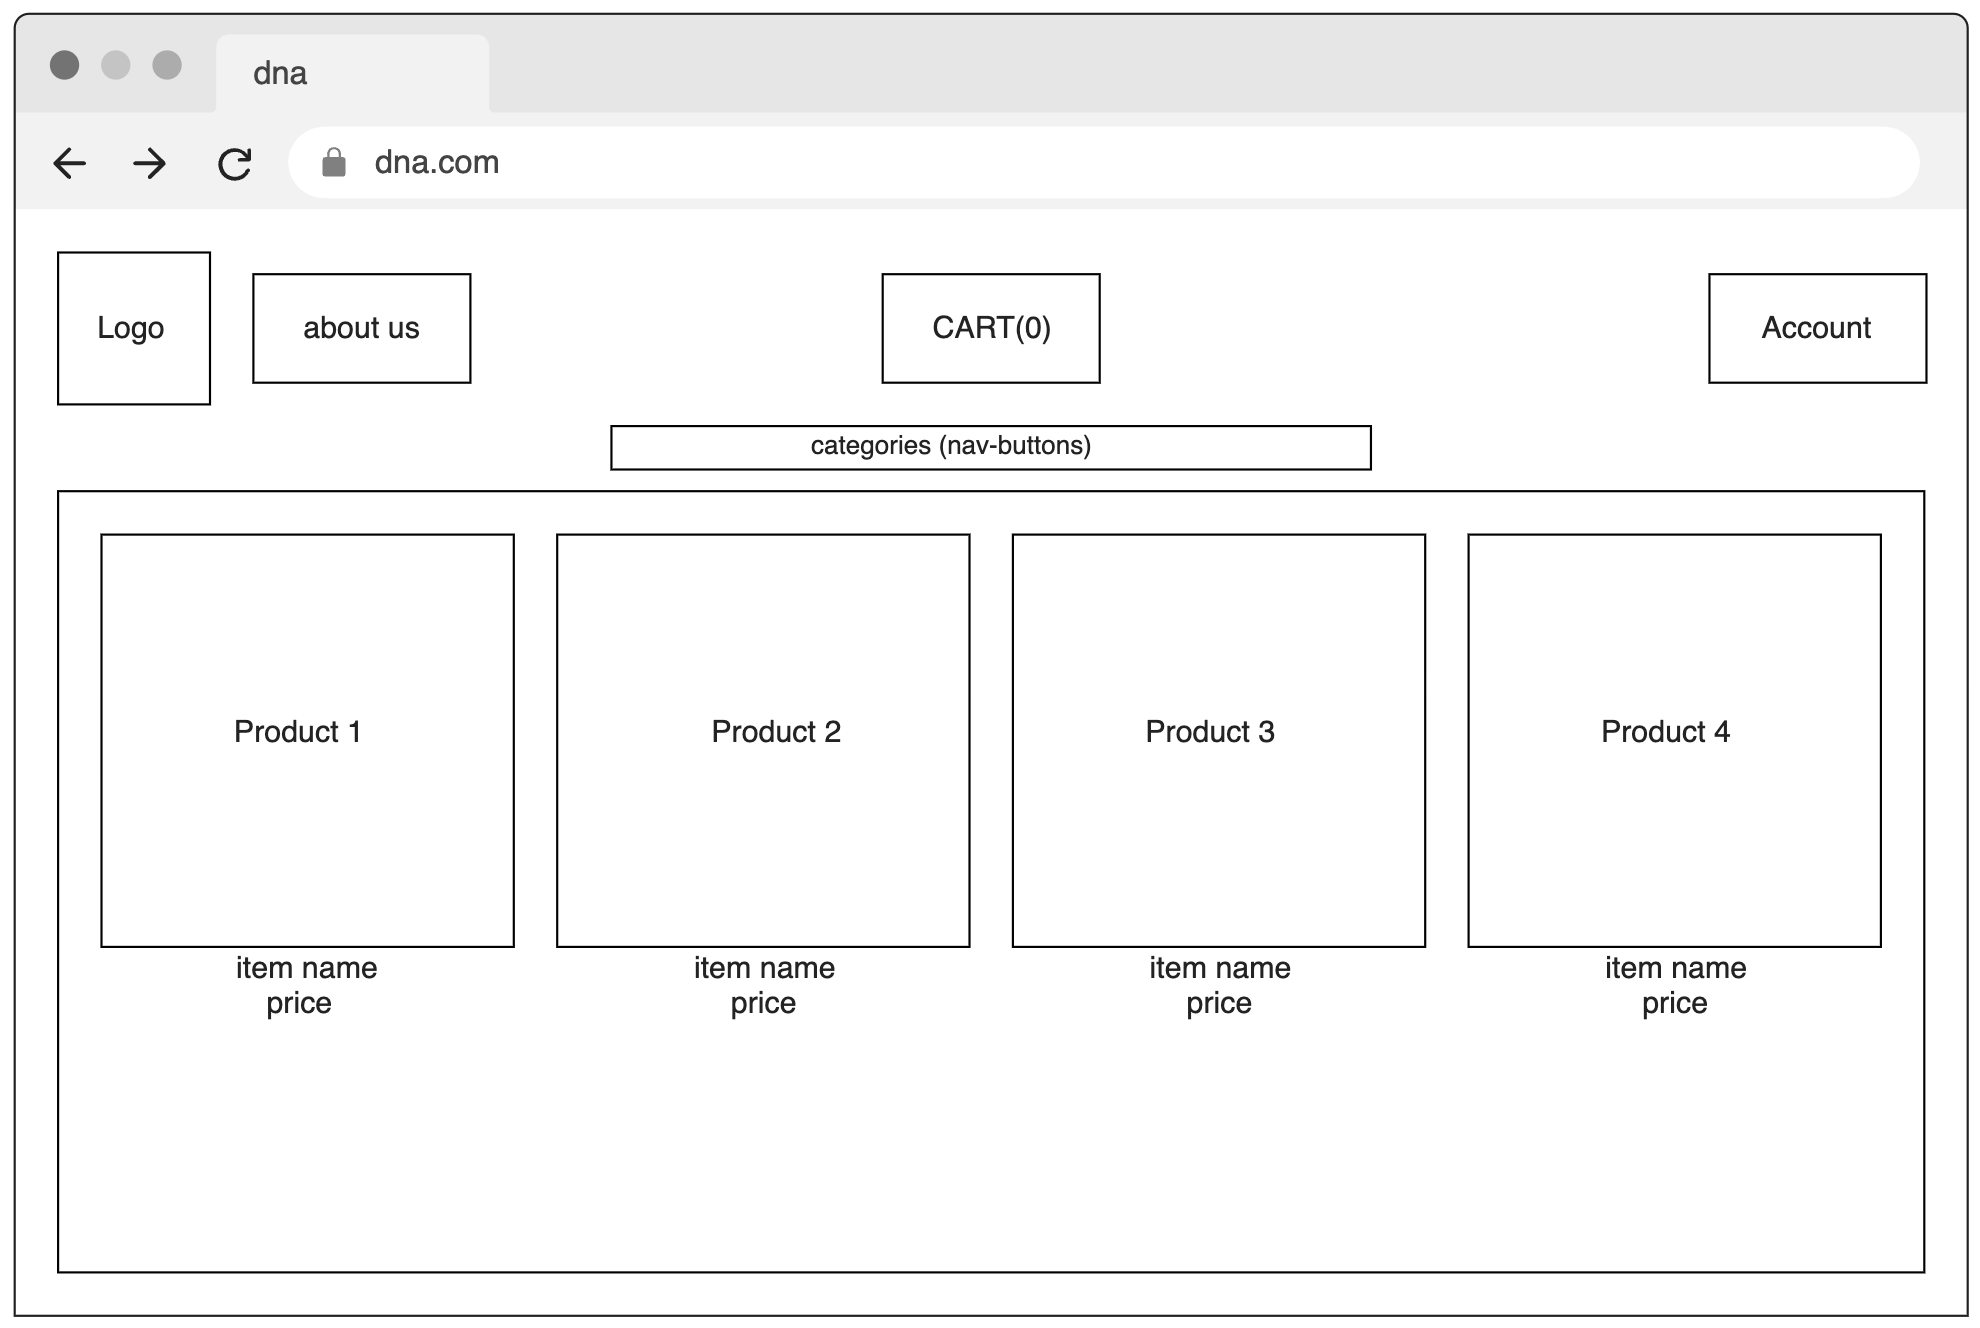 dna
dna.com
Logo
about us
CART(0)
Account
categories (nav-buttons)
Product 1
Product 2
Product 3
Product 4
item name
price
item name
price
item name
price
item name
price